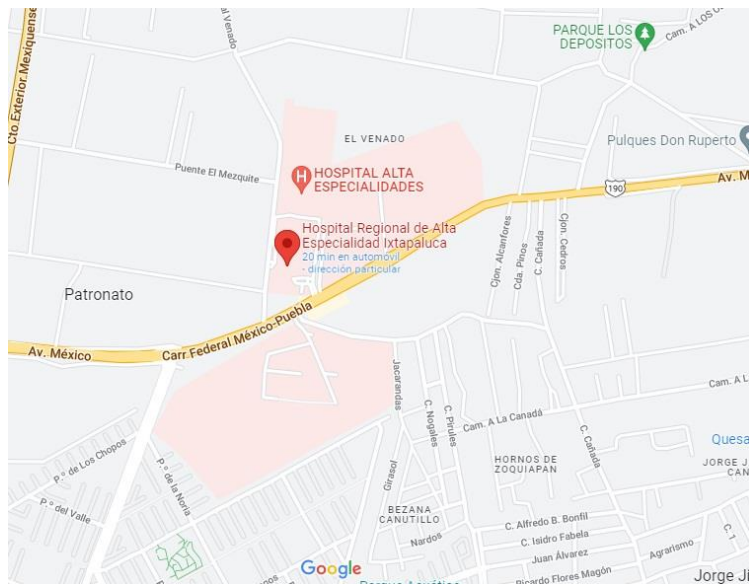 PARQUE LOS
DEPOSITOS
Cam. A LOS
al Venado
Cto. Exterior Mexiquense
EL VENADO
Pulques Don Ruperto
Puente El Mezquite
H
HOSPITAL ALTA
ESPECIALIDADES
190
Av. M
Hospital Regional de Alta
Especialidad Ixtapaluca
20 min en automóvil
- dirección particular
Cjon. Alcanfores
Cda. Pinos
C. Cañada
Cjon. Cedros
Patronato
Carr Federal México-Puebla
Av. México
Jacarandas
C. Nogales
C. Pirules
Cam. A La Canadá
Cam. A L
C. Cañada
Quesa
P.º de Los Chopos
P.º de la Noria
P.º del Valle
Girasol
HORNOS DE
ZOQUIAPAN
JORGE J
CAN
BEZANA
CANUTILLO
Nardos
C. Alfredo B. Bonfil
C. Isidro Fabela
Juan Álvarez
Ricardo Flores Magón
Agrarismo
C. 1
Google
Parque Acuático
Jorge Ji